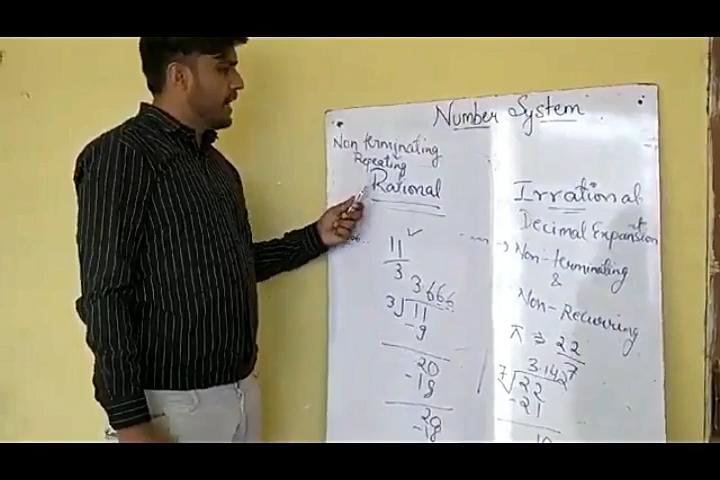 Number System
Non terminating
Repeating
Rational
11
3
3.666
3√11
-9
20
-18
20
-18
Irrational
Decimal Expansion
Non-terminating
&
Non-Recurring
π ⇒ 22
7
3.142
7√22
-21
10